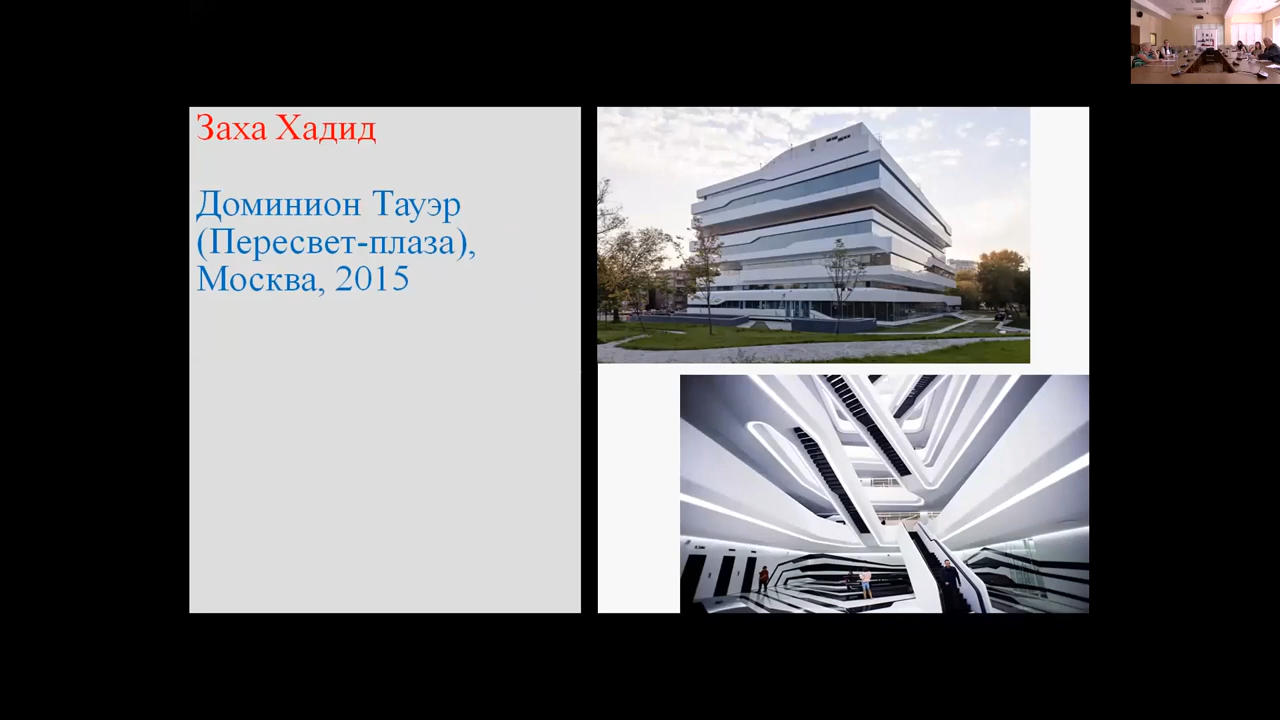 Заха Хадид
Доминион Тауэр
(Пересвет-плаза),
Москва, 2015